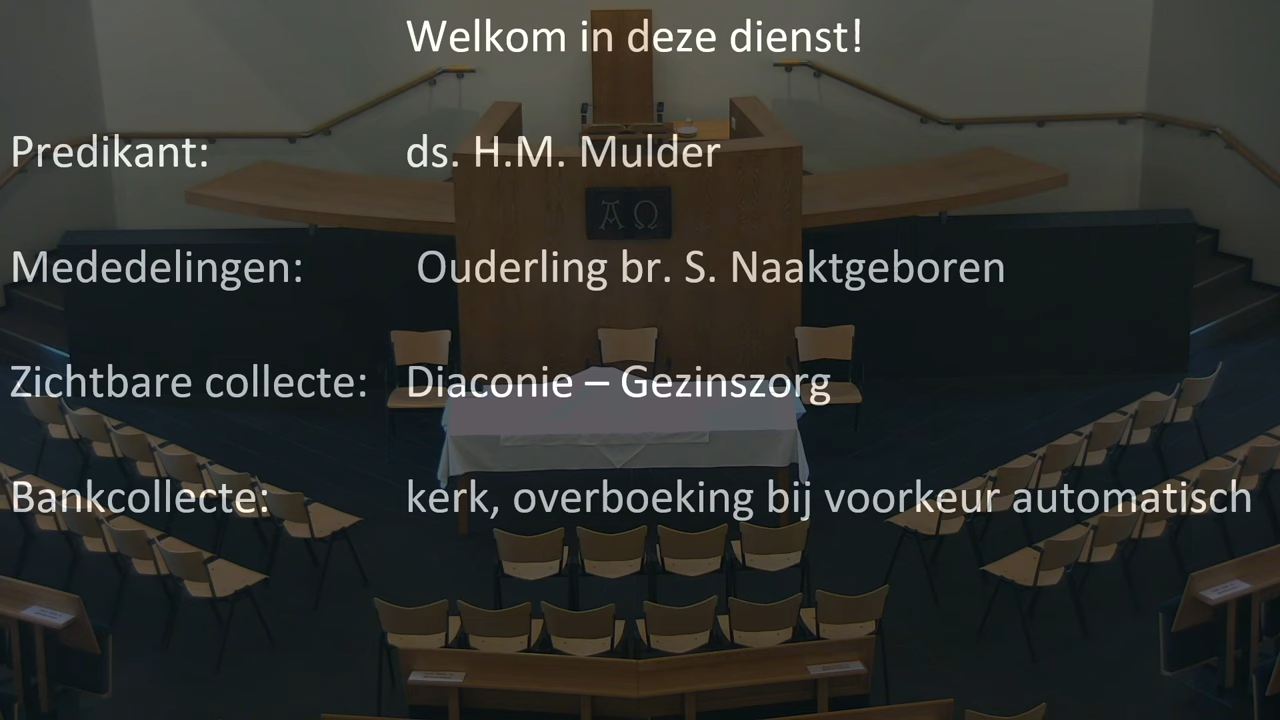 Welkom in deze dienst!
Predikant: ds. H.M. Mulder
Mededelingen: Ouderling br. S. Naaktgeboren
Α Ω
Zichtbare collecte: Diaconie – Gezinszorg
Bankcollecte: kerk, overboeking bij voorkeur automatisch